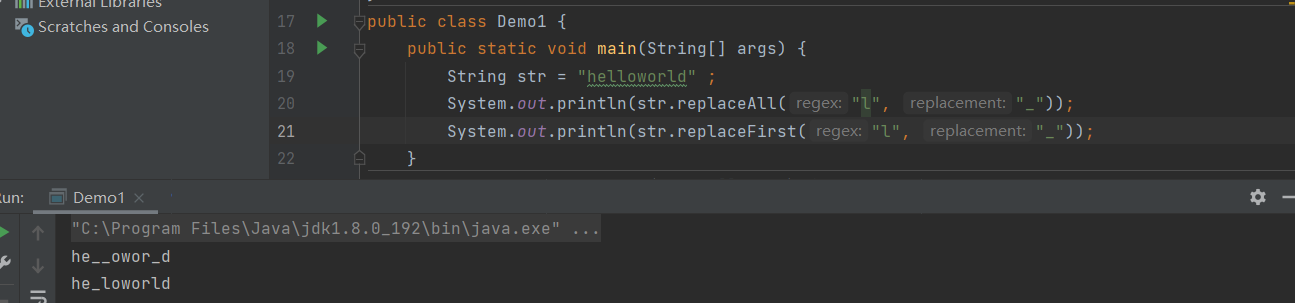 External Libraries
Scratches and Consoles
17 public class Demo1 {
18 public static void main(String[] args) {
19 String str = "helloworld" ;
20 System.out.println(str.replaceAll( regex: "l", replacement: "_"));
21 System.out.println(str.replaceFirst( regex: "l", replacement: "_"));
22 }
Run: Demo1
"C:\Program Files\Java\jdk1.8.0_192\bin\java.exe" ...
he__owor_d
he_loworld